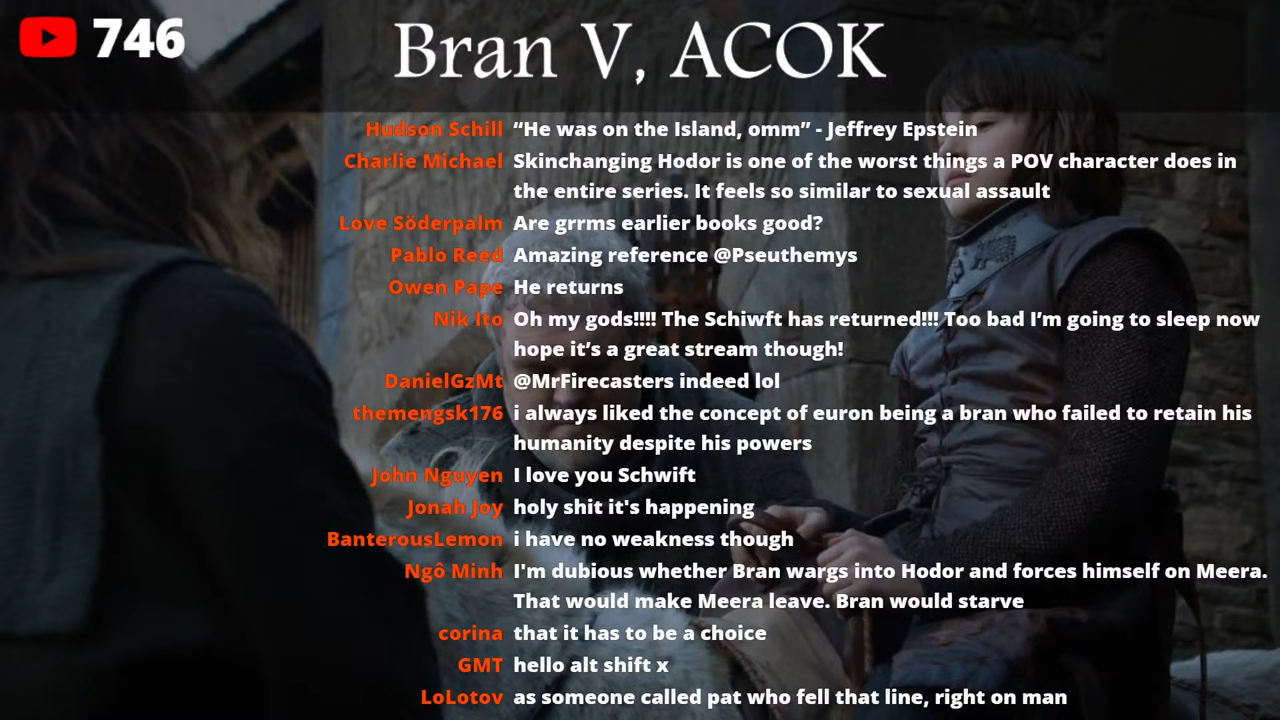 746
Bran V, ACOK
Hudson Schill “He was on the Island, omm” - Jeffrey Epstein
Charlie Michael Skinchanging Hodor is one of the worst things a POV character does in
the entire series. It feels so similar to sexual assault
Love Söderpalm Are grrms earlier books good?
Pablo Reed Amazing reference @Pseuthemys
Owen Pape He returns
Nik Ito Oh my gods!!!! The Schiwft has returned!!! Too bad I’m going to sleep now
hope it’s a great stream though!
DanielGzMt @MrFirecasters indeed lol
themengsk176 i always liked the concept of euron being a bran who failed to retain his
humanity despite his powers
John Nguyen I love you Schwift
Jonah Joy holy shit it's happening
BanterousLemon i have no weakness though
Ngô Minh I'm dubious whether Bran wargs into Hodor and forces himself on Meera.
That would make Meera leave. Bran would starve
corina that it has to be a choice
GMT hello alt shift x
LoLotov as someone called pat who fell that line, right on man